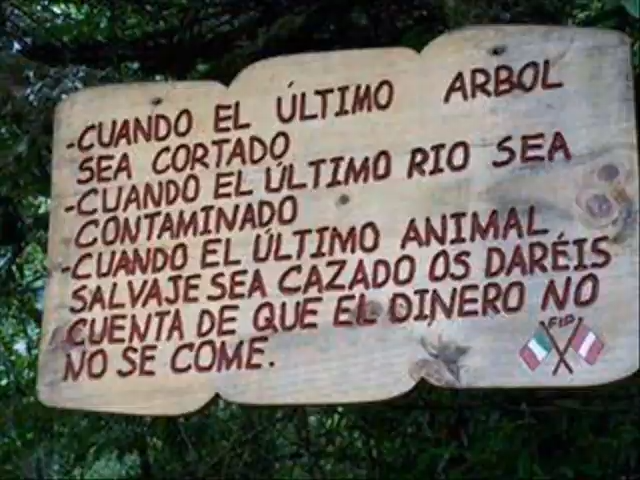 -CUANDO EL ÚLTIMO ARBOL
SEA CORTADO
-CUANDO EL ÚLTIMO RIO SEA
CONTAMINADO
-CUANDO EL ÚLTIMO ANIMAL
SALVAJE SEA CAZADO OS DARÉIS
CUENTA DE QUE EL DINERO NO
NO SE COME.